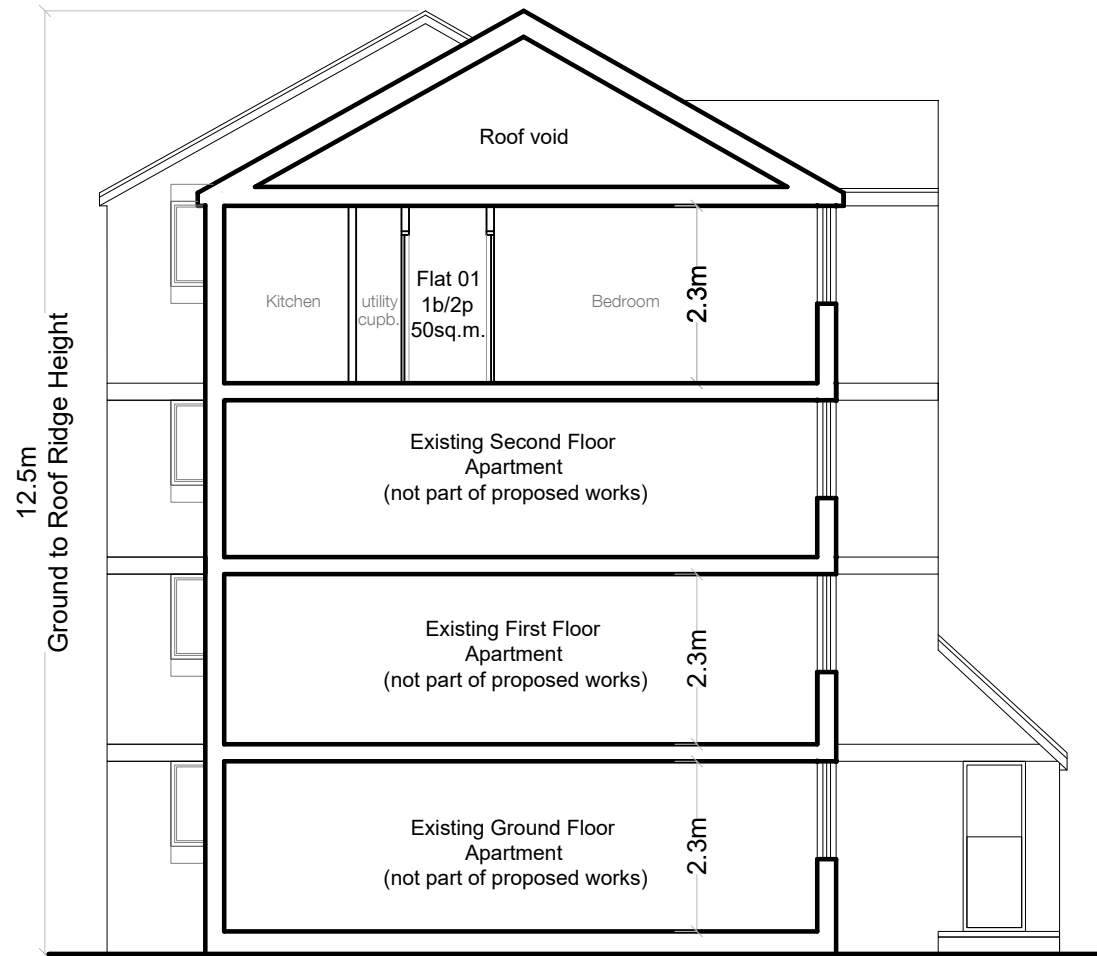 Roof void
Kitchen
utility
cupb.
Flat 01
1b/2p
50sq.m.
Bedroom
2.3m
12.5m
Ground to Roof Ridge Height
Existing Second Floor
Apartment
(not part of proposed works)
Existing First Floor
Apartment
(not part of proposed works)
2.3m
Existing Ground Floor
Apartment
(not part of proposed works)
2.3m